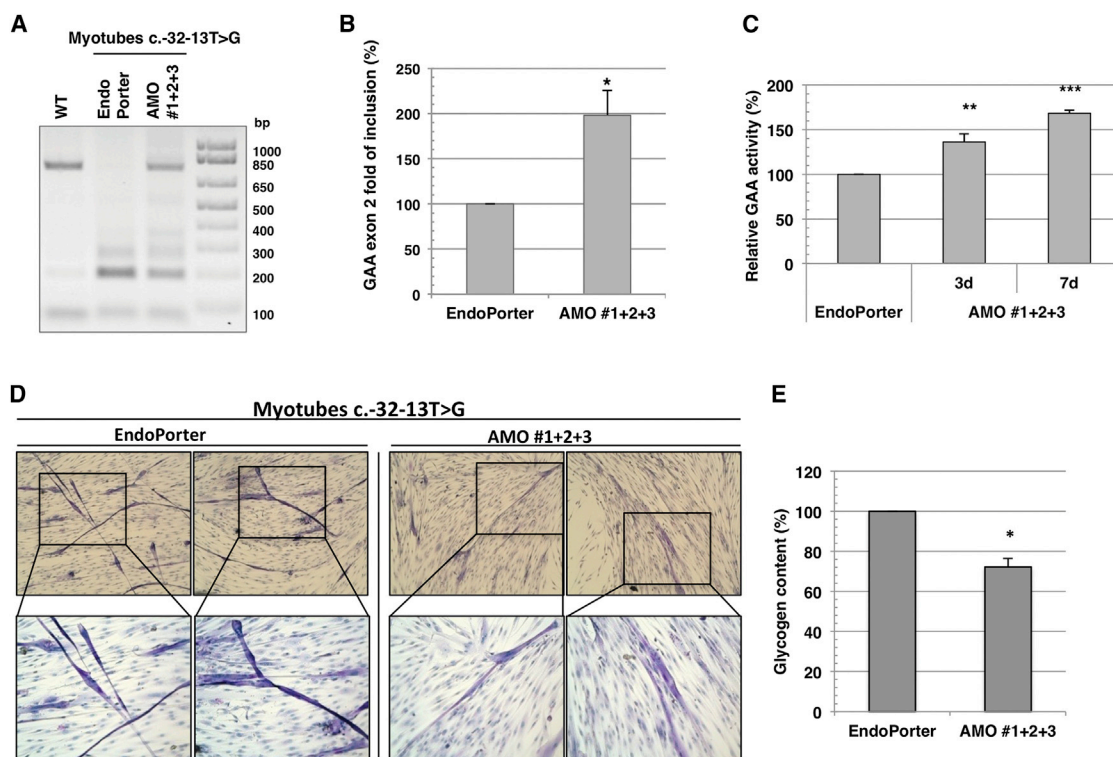 A
Myotubes c.-32-13T>G
WT
Endo
Porter
AMO
#1+2+3
bp
1000
850
650
500
400
300
200
100
B
GAA exon 2 fold of inclusion (%)
250
200
150
100
50
0
*
EndoPorter
AMO #1+2+3
C
Relative GAA activity (%)
200
150
100
50
0
**
***
3d
7d
EndoPorter
AMO #1+2+3
D
Myotubes c.-32-13T>G
EndoPorter
AMO #1+2+3
E
Glycogen content (%)
120
100
80
60
40
20
0
*
EndoPorter
AMO #1+2+3